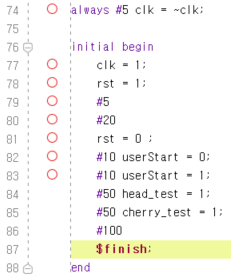 74 always #5 clk = ~clk;
75
76 initial begin
77 clk = 1;
78 rst = 1;
79 #5
80 #20
81 rst = 0 ;
82 #10 userStart = 0;
83 #10 userStart = 1;
84 #50 head_test = 1;
85 #50 cherry_test = 1;
86 #100
87 $finish;
88 end